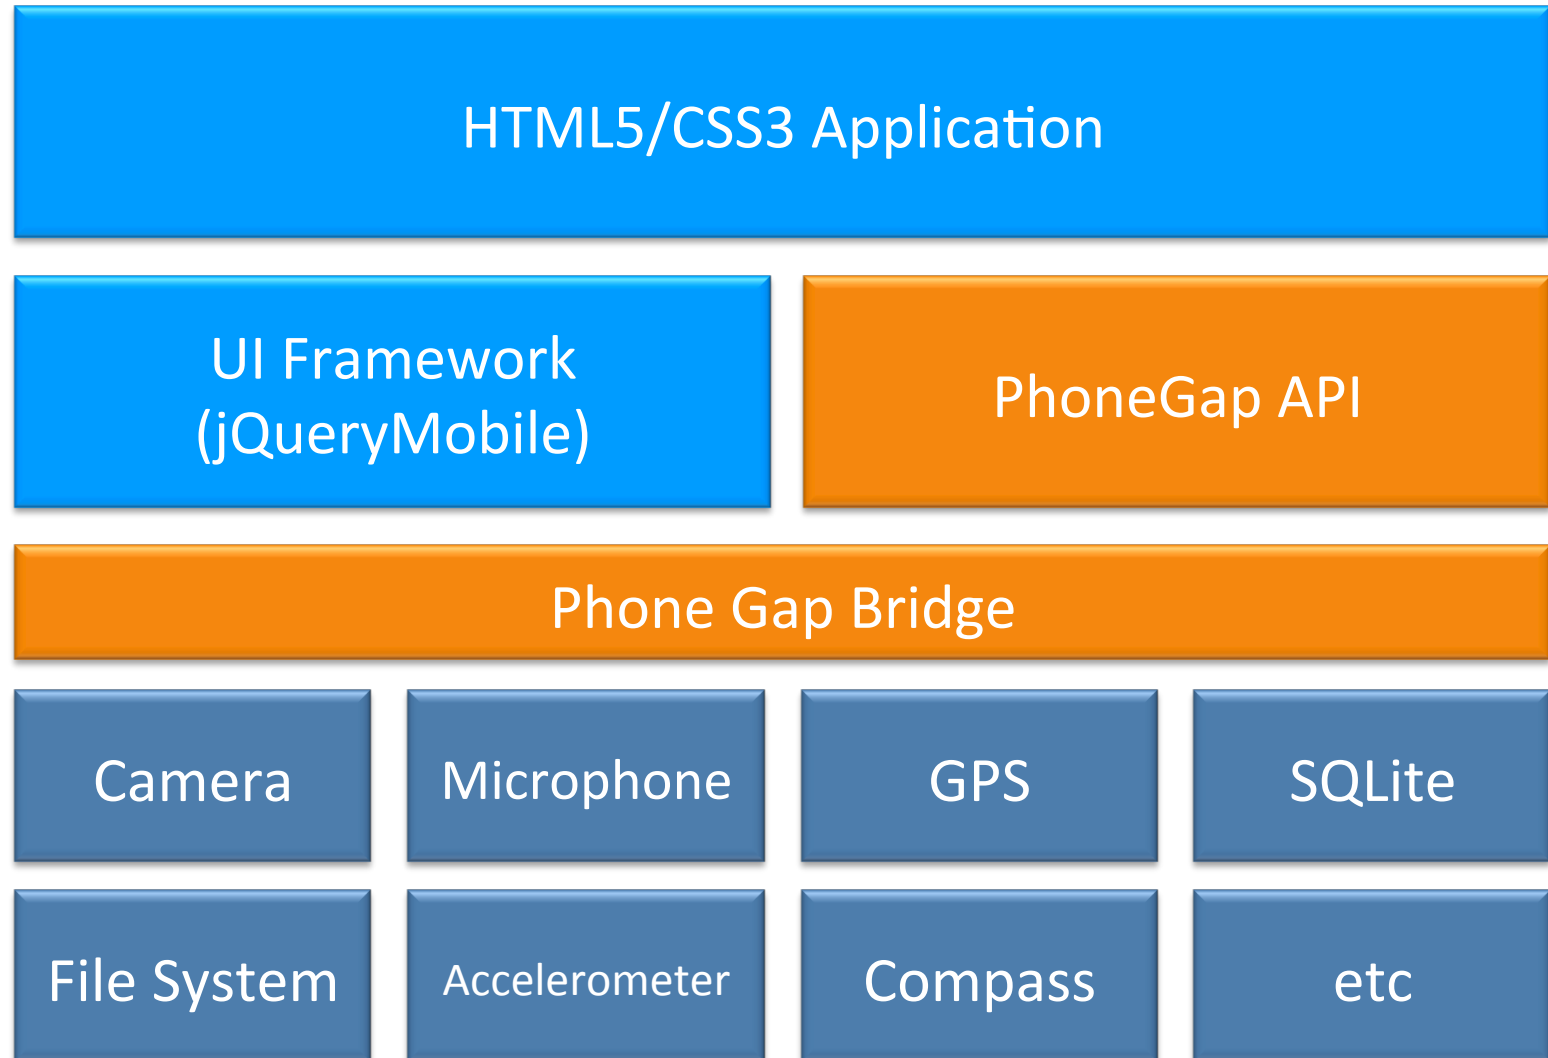 HTML5/CSS3 Application
UI Framework
(jQueryMobile)
PhoneGap API
Phone Gap Bridge
Camera
Microphone
GPS
SQLite
File System
Accelerometer
Compass
etc